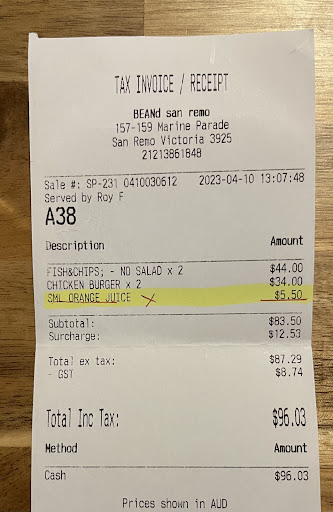 TAX INVOICE / RECEIPT
BEANd san remo
157-159 Marine Parade
San Remo Victoria 3925
21213861848
Sale #: SP-231 0410030612 2023-04-10 13:07:48
Served by Roy F
A38
Description Amount
FISH&CHIPS; - NO SALAD x 2 $44.00
CHICKEN BURGER x 2 $34.00
SML ORANGE JUICE $5.50
Subtotal: $83.50
Surcharge: $12.53
Total ex tax: $87.29
- GST $8.74
Total Inc Tax: $96.03
Method Amount
Cash $96.03
Prices shown in AUD